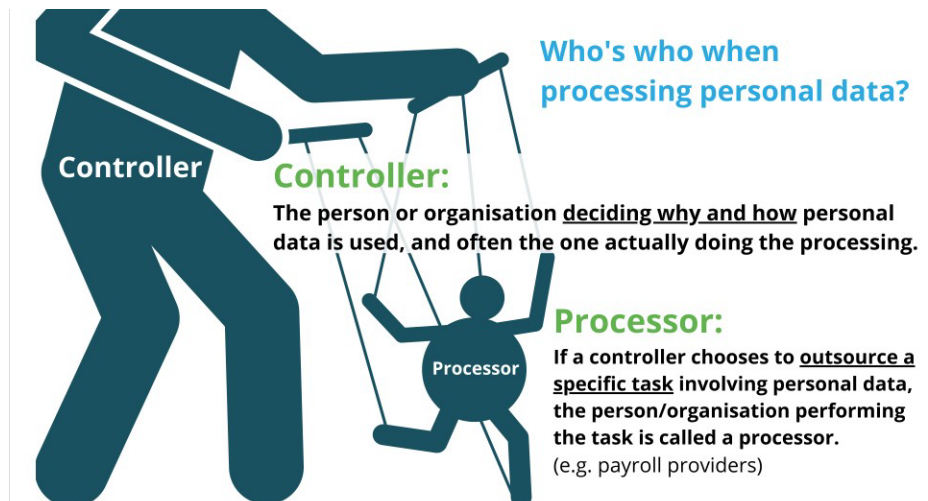 Who's who when
processing personal data?
Controller
Controller:
The person or organisation deciding why and how personal
data is used, and often the one actually doing the processing.
Processor:
Processor
If a controller chooses to outsource a
specific task involving personal data,
the person/organisation performing
the task is called a processor.
(e.g. payroll providers)